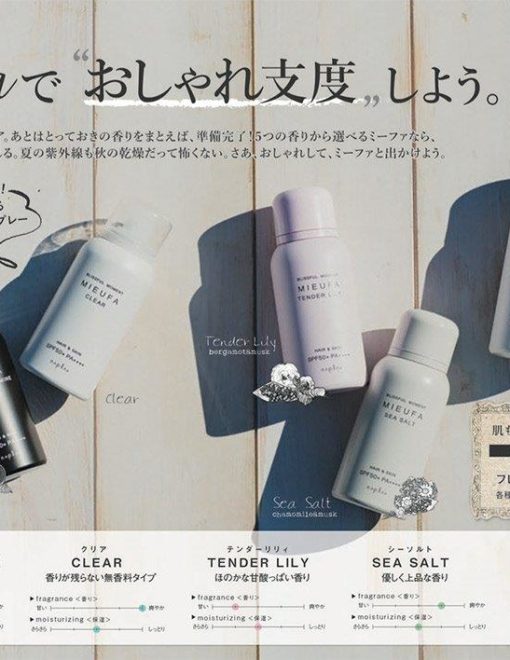 で "おしゃれ支度" しよう。
あとはとっておきの香りをまとえば、準備完了！5つの香りから選べるミーファなら、
る。夏の紫外線も秋の乾燥だって怖くない。さあ、おしゃれして、ミーファと出かけよう。
BLISSFUL MOMENT
MIEUFA
CLEAR
HAIR & SKIN
SPF50+ PA++++
napla
Clear
BLISSFUL MOMENT
MIEUFA
TENDER LILY
HAIR & SKIN
SPF50+ PA++++
napla
Tender Lily
bergamot&musk
BLISSFUL MOMENT
MIEUFA
SEA SALT
HAIR & SKIN
SPF50+ PA++++
napla
Sea Salt
chamomile&musk
クリア
CLEAR
香りが残らない無香料タイプ
▶fragrance <香り>
甘い 爽やか
▶moisturizing <保湿>
さらさら しっとり
テンダーリリィ
TENDER LILY
ほのかな甘酸っぱい香り
▶fragrance <香り>
甘い 爽やか
▶moisturizing <保湿>
さらさら しっとり
シーソルト
SEA SALT
優しく上品な香り
▶fragrance <香り>
甘い 爽やか
▶moisturizing <保湿>
さらさら しっとり